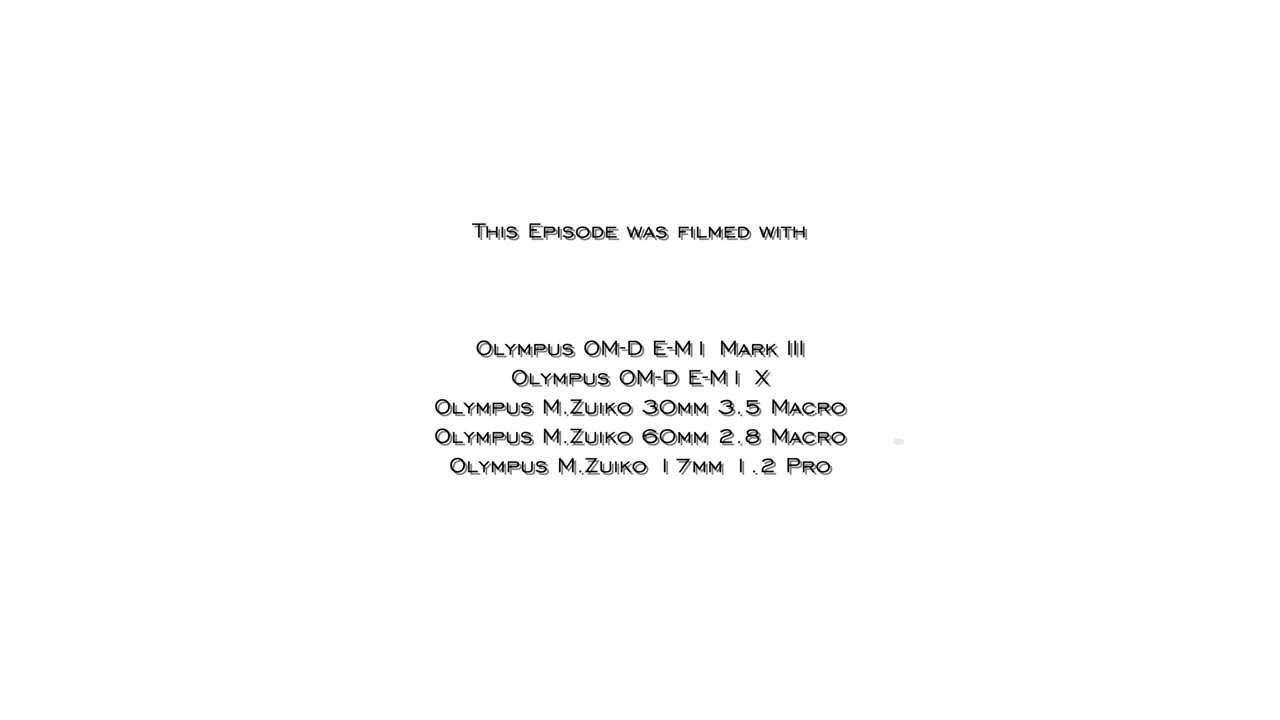 This Episode was filmed with
Olympus OM-D E-M1 Mark III
Olympus OM-D E-M1 X
Olympus M.Zuiko 30mm 3.5 Macro
Olympus M.Zuiko 60mm 2.8 Macro
Olympus M.Zuiko 17mm 1.2 Pro